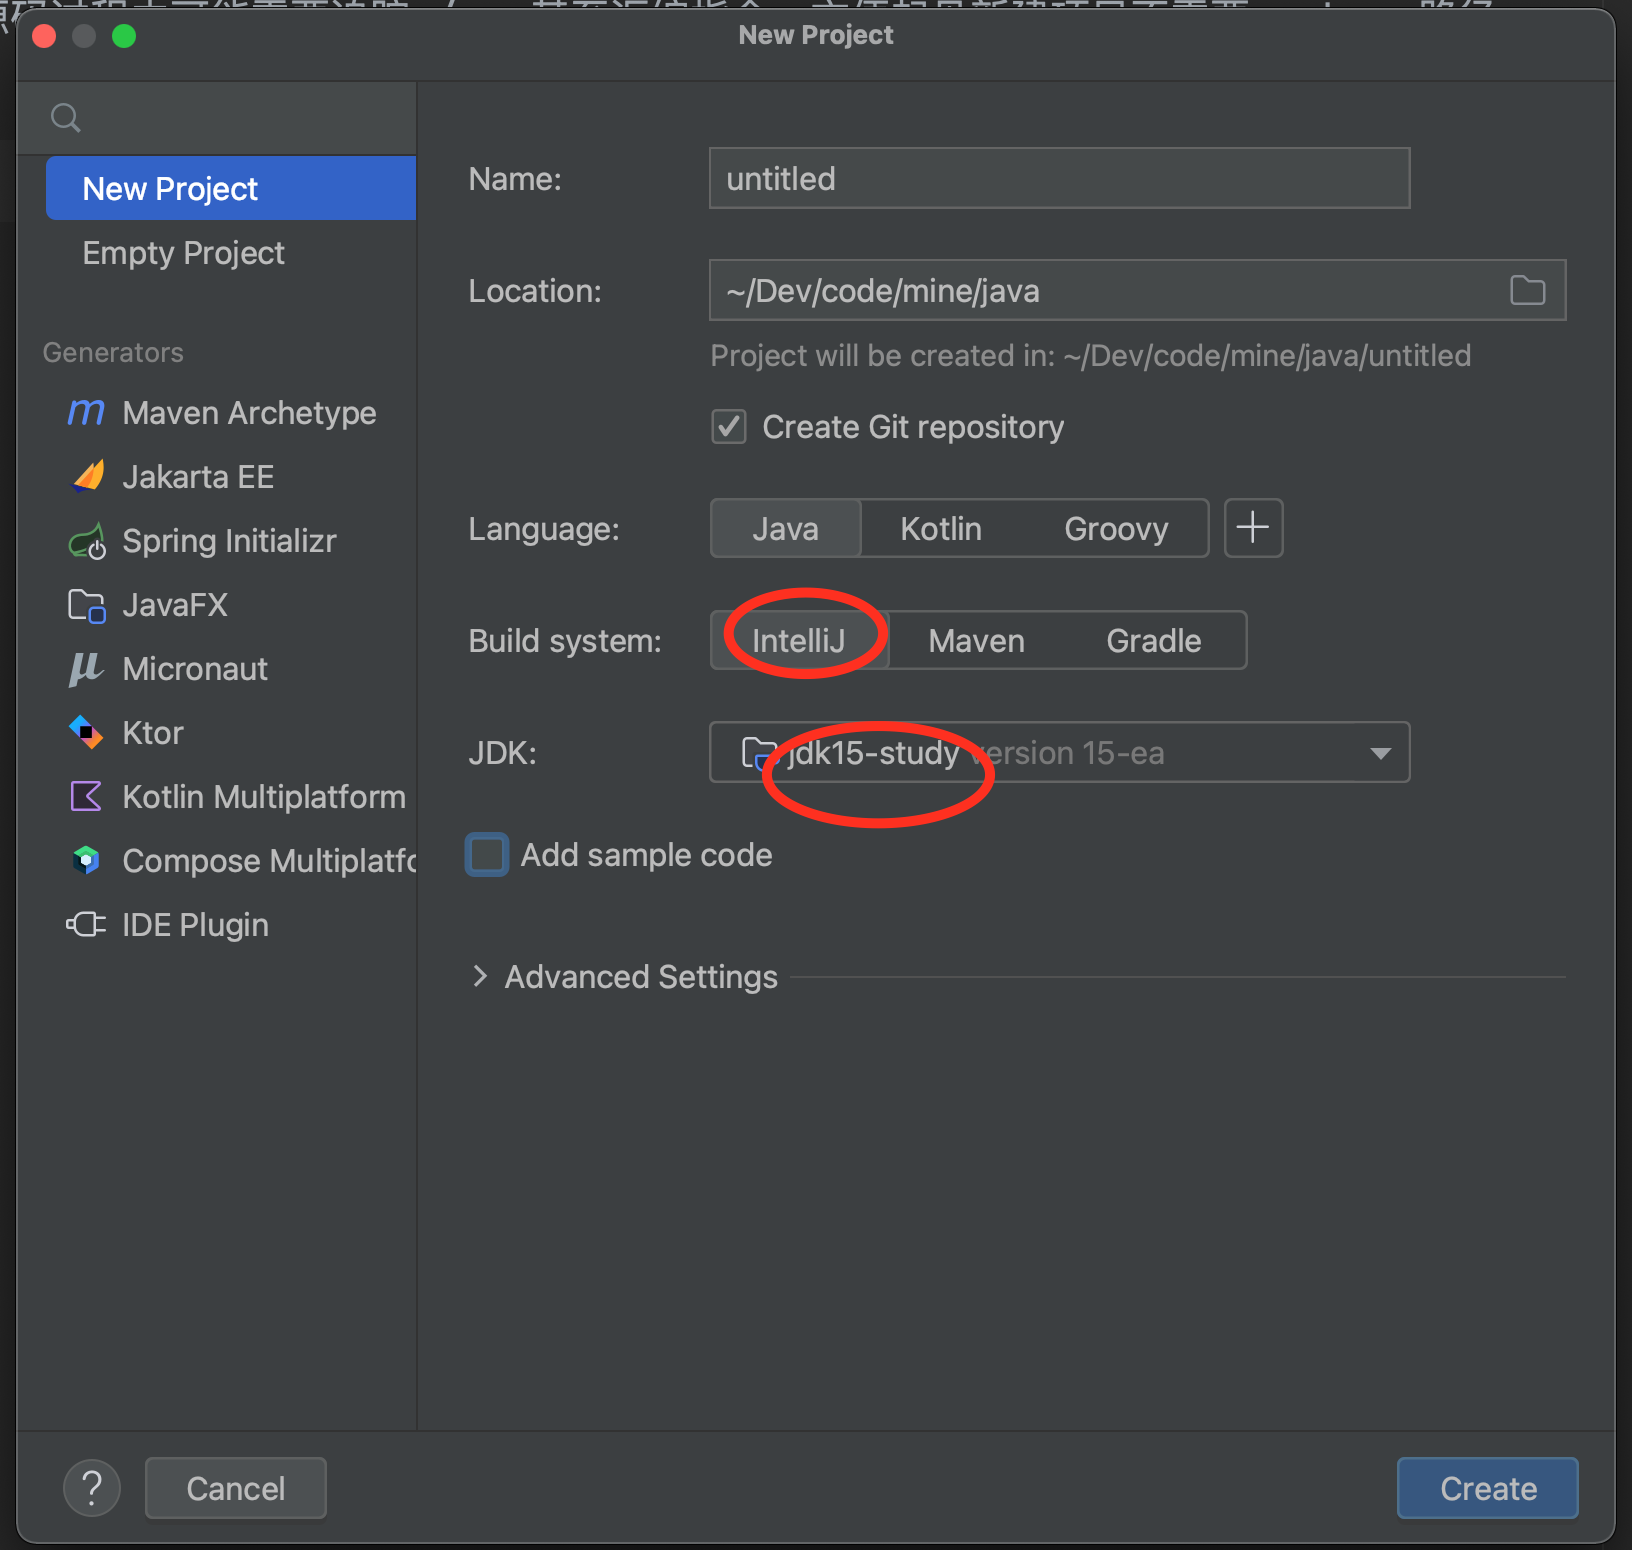 New Project
New Project
Empty Project
Generators
Maven Archetype
Jakarta EE
Spring Initializr
JavaFX
Micronaut
Ktor
Kotlin Multiplatform
Compose Multiplatfo
IDE Plugin
Name:
untitled
Location:
~/Dev/code/mine/java
Project will be created in: ~/Dev/code/mine/java/untitled
Create Git repository
Language:
Java Kotlin Groovy
Build system:
IntelliJ Maven Gradle
JDK:
jdk15-study version 15-ea
Add sample code
Advanced Settings
? Cancel Create